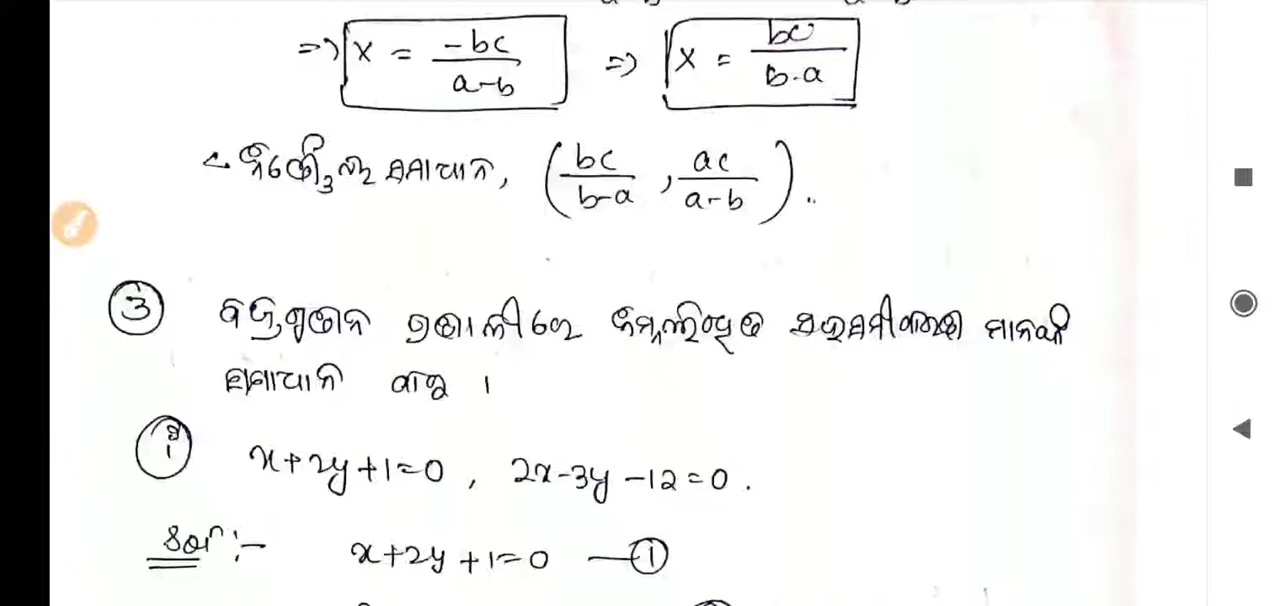 => x = -bc/a-b => x = bc/b-a
∴ ନିର୍ଣ୍ଣେୟ ସମାଧାନ, (bc/b-a, ac/a-b).
③ ବଜ୍ରଗୁଣନ ପ୍ରଣାଳୀରେ ନିମ୍ନଲିଖିତ ସହସମୀକରଣ ମାନଙ୍କ
ସମାଧାନ କର ।
i x+2y+1=0, 2x-3y-12=0.
Sol^n:- x+2y+1=0 —①